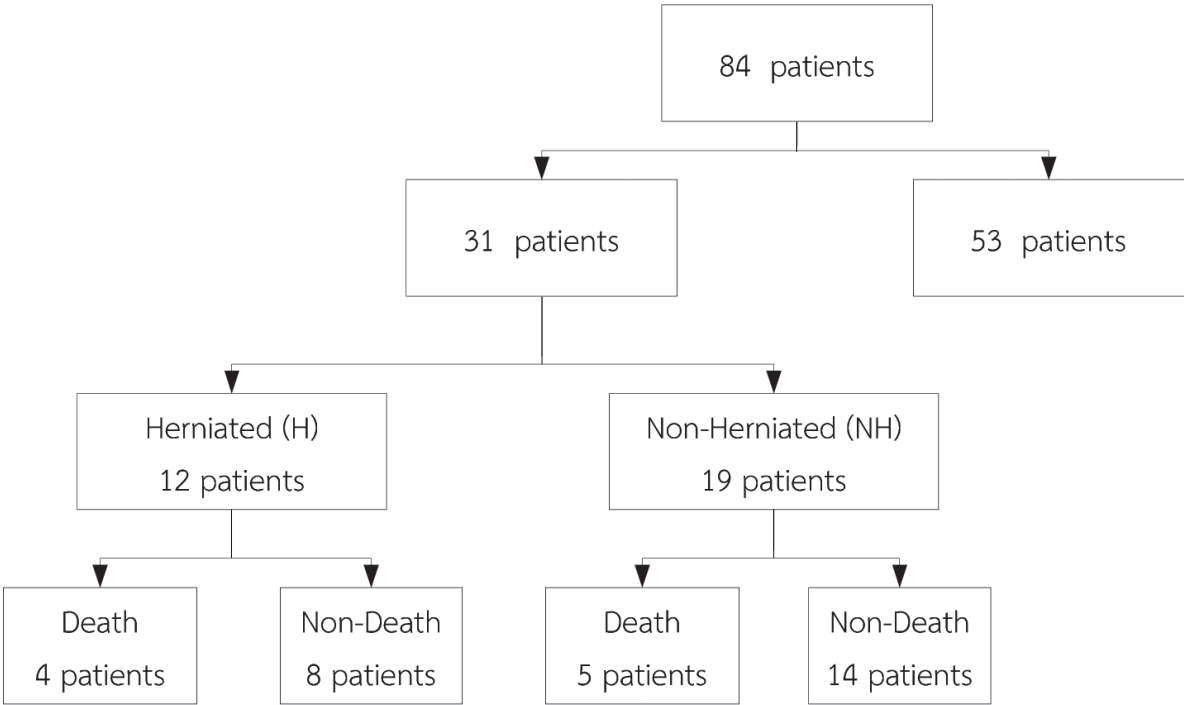 84 patients
31 patients
53 patients
Herniated (H)
12 patients
Non-Herniated (NH)
19 patients
Death
4 patients
Non-Death
8 patients
Death
5 patients
Non-Death
14 patients